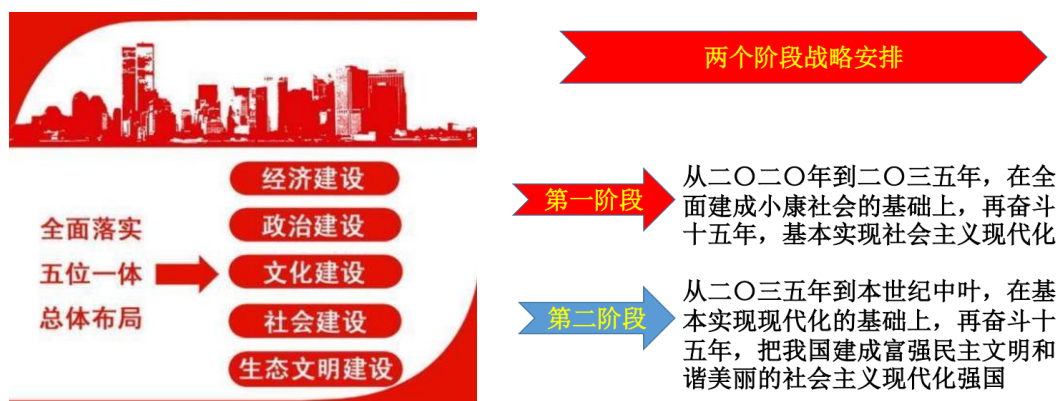 全面落实
五位一体
总体布局
经济建设
政治建设
文化建设
社会建设
生态文明建设
两个阶段战略安排
第一阶段
从二〇二〇年到二〇三五年，在全
面建成小康社会的基础上，再奋斗
十五年，基本实现社会主义现代化
第二阶段
从二〇三五年到本世纪中叶，在基
本实现现代化的基础上，再奋斗十
五年，把我国建成富强民主文明和
谐美丽的社会主义现代化强国